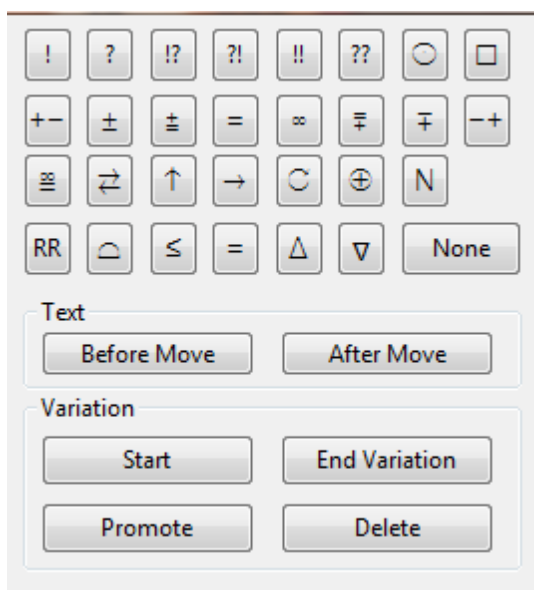 ! ? !? ?! !! ?? ⨀ □
+− ± ⩲ = ∞ ⩱ ∓ −+
≌ ⇄ ↑ → C ⊕ N
RR ⌓ ≤ = ∆ ∇ None
Text
Before Move After Move
Variation
Start End Variation
Promote Delete